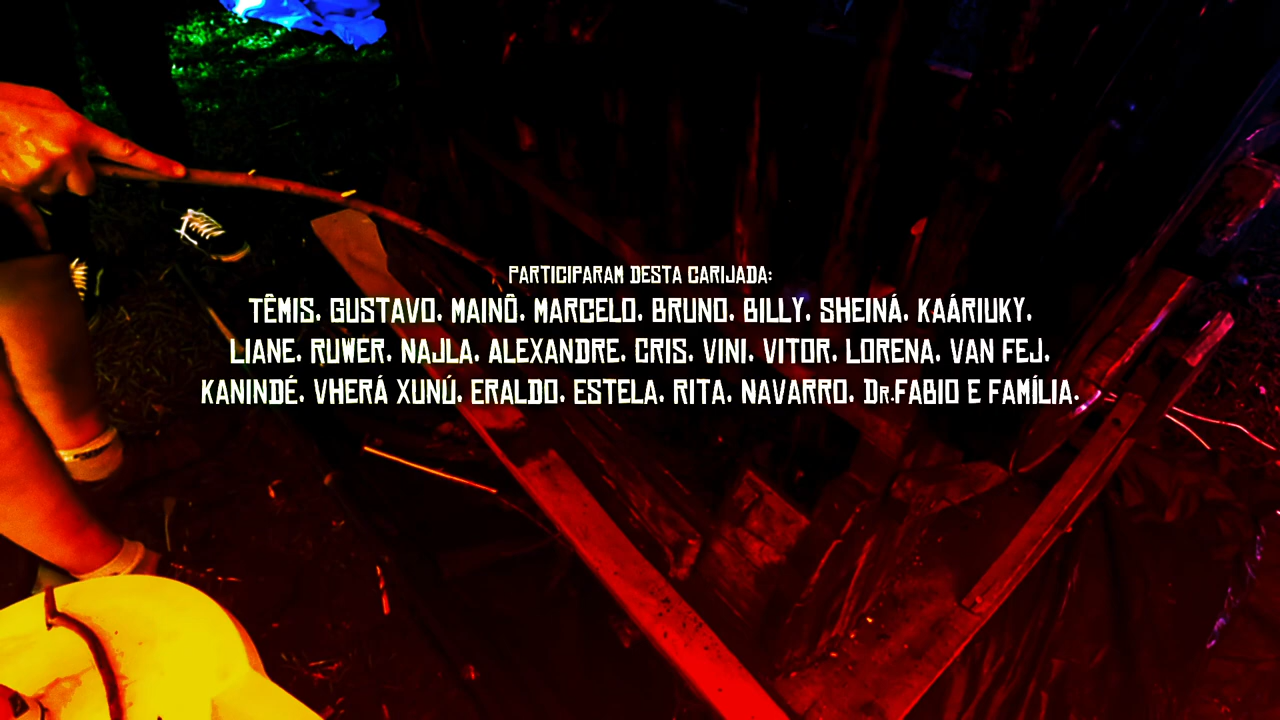 PARTICIPARAM DESTA CARIJADA:
TÊMIS, GUSTAVO, MAINÔ, MARCELO, BRUNO, BILLY, SHEINÁ, KAÁRIUKY,
LIANE, RUWER, NAJLA, ALEXANDRE, CRIS, VINI, VITOR, LORENA, VAN FEJ,
KANINDÉ, VHERÁ XUNÚ, ERALDO, ESTELA, RITA, NAVARRO, Dr.FABIO E FAMÍLIA.